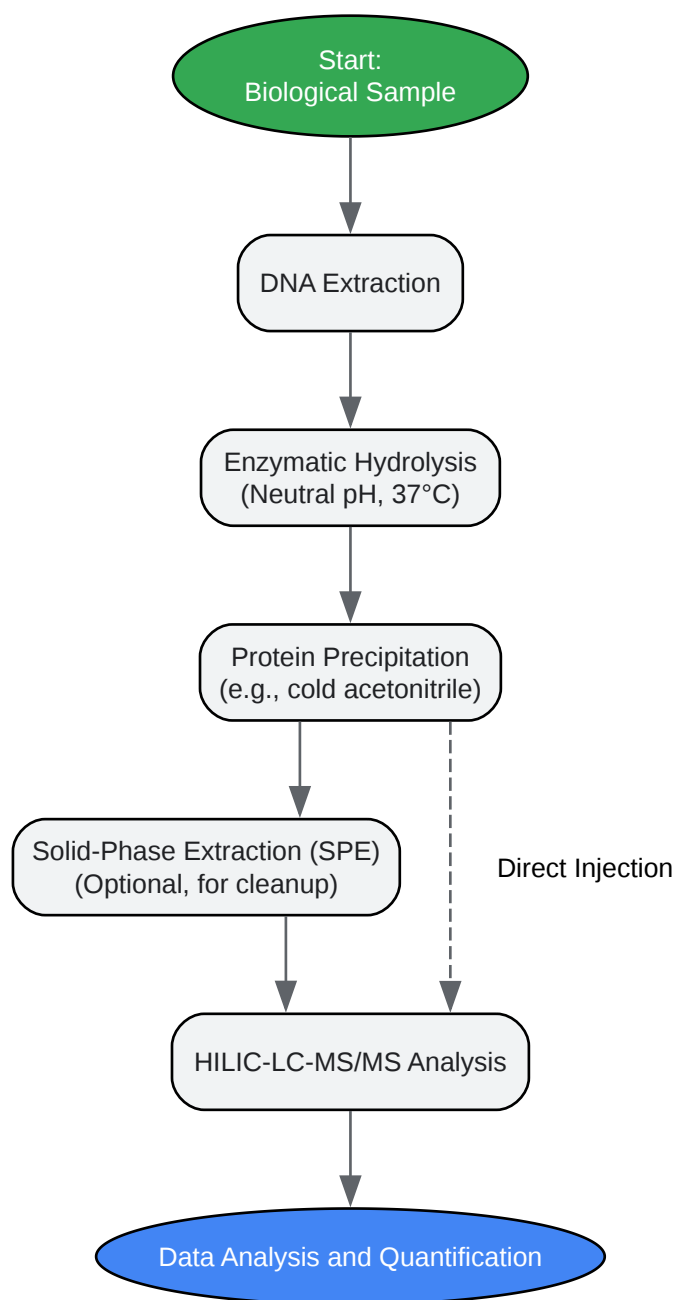 Start:
Biological Sample
DNA Extraction
Enzymatic Hydrolysis
(Neutral pH, 37°C)
Protein Precipitation
(e.g., cold acetonitrile)
Solid-Phase Extraction (SPE)
(Optional, for cleanup)
Direct Injection
HILIC-LC-MS/MS Analysis
Data Analysis and Quantification